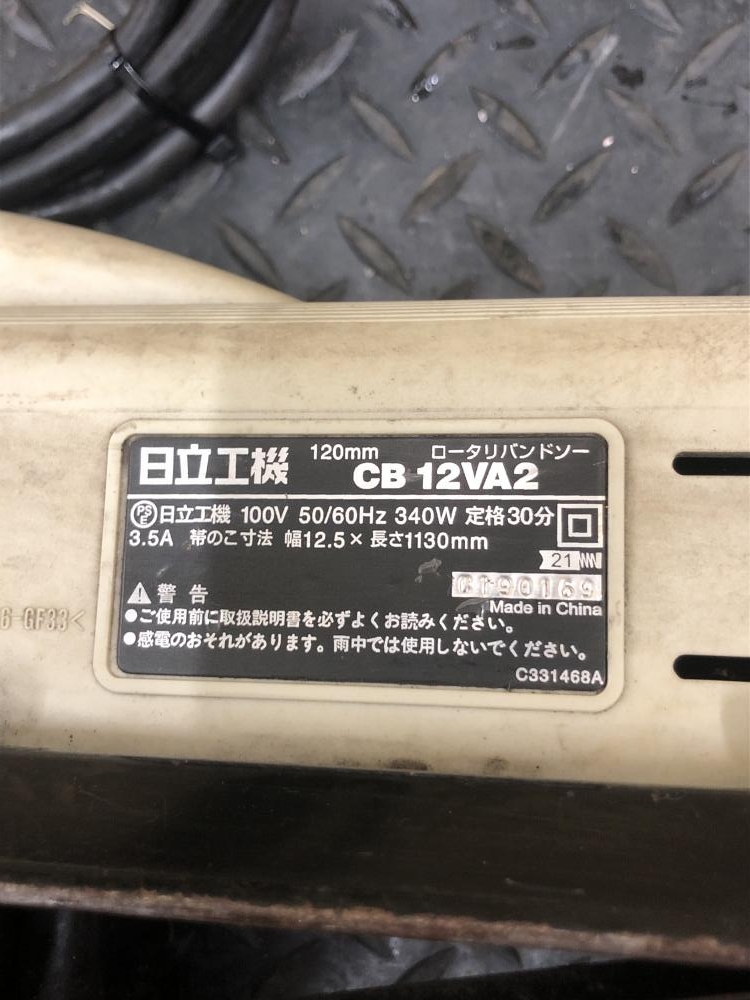 日立工機 120mm ロータリバンドソー
CB 12VA2
PSE 日立工機 100V 50/60Hz 340W 定格30分
3.5A 帯のこ寸法 幅12.5×長さ1130mm
21
Made in China
警告
●ご使用前に取扱説明書を必ずよくお読みください。
●感電のおそれがあります。雨中では使用しないでください。
C331468A
6-GF33<